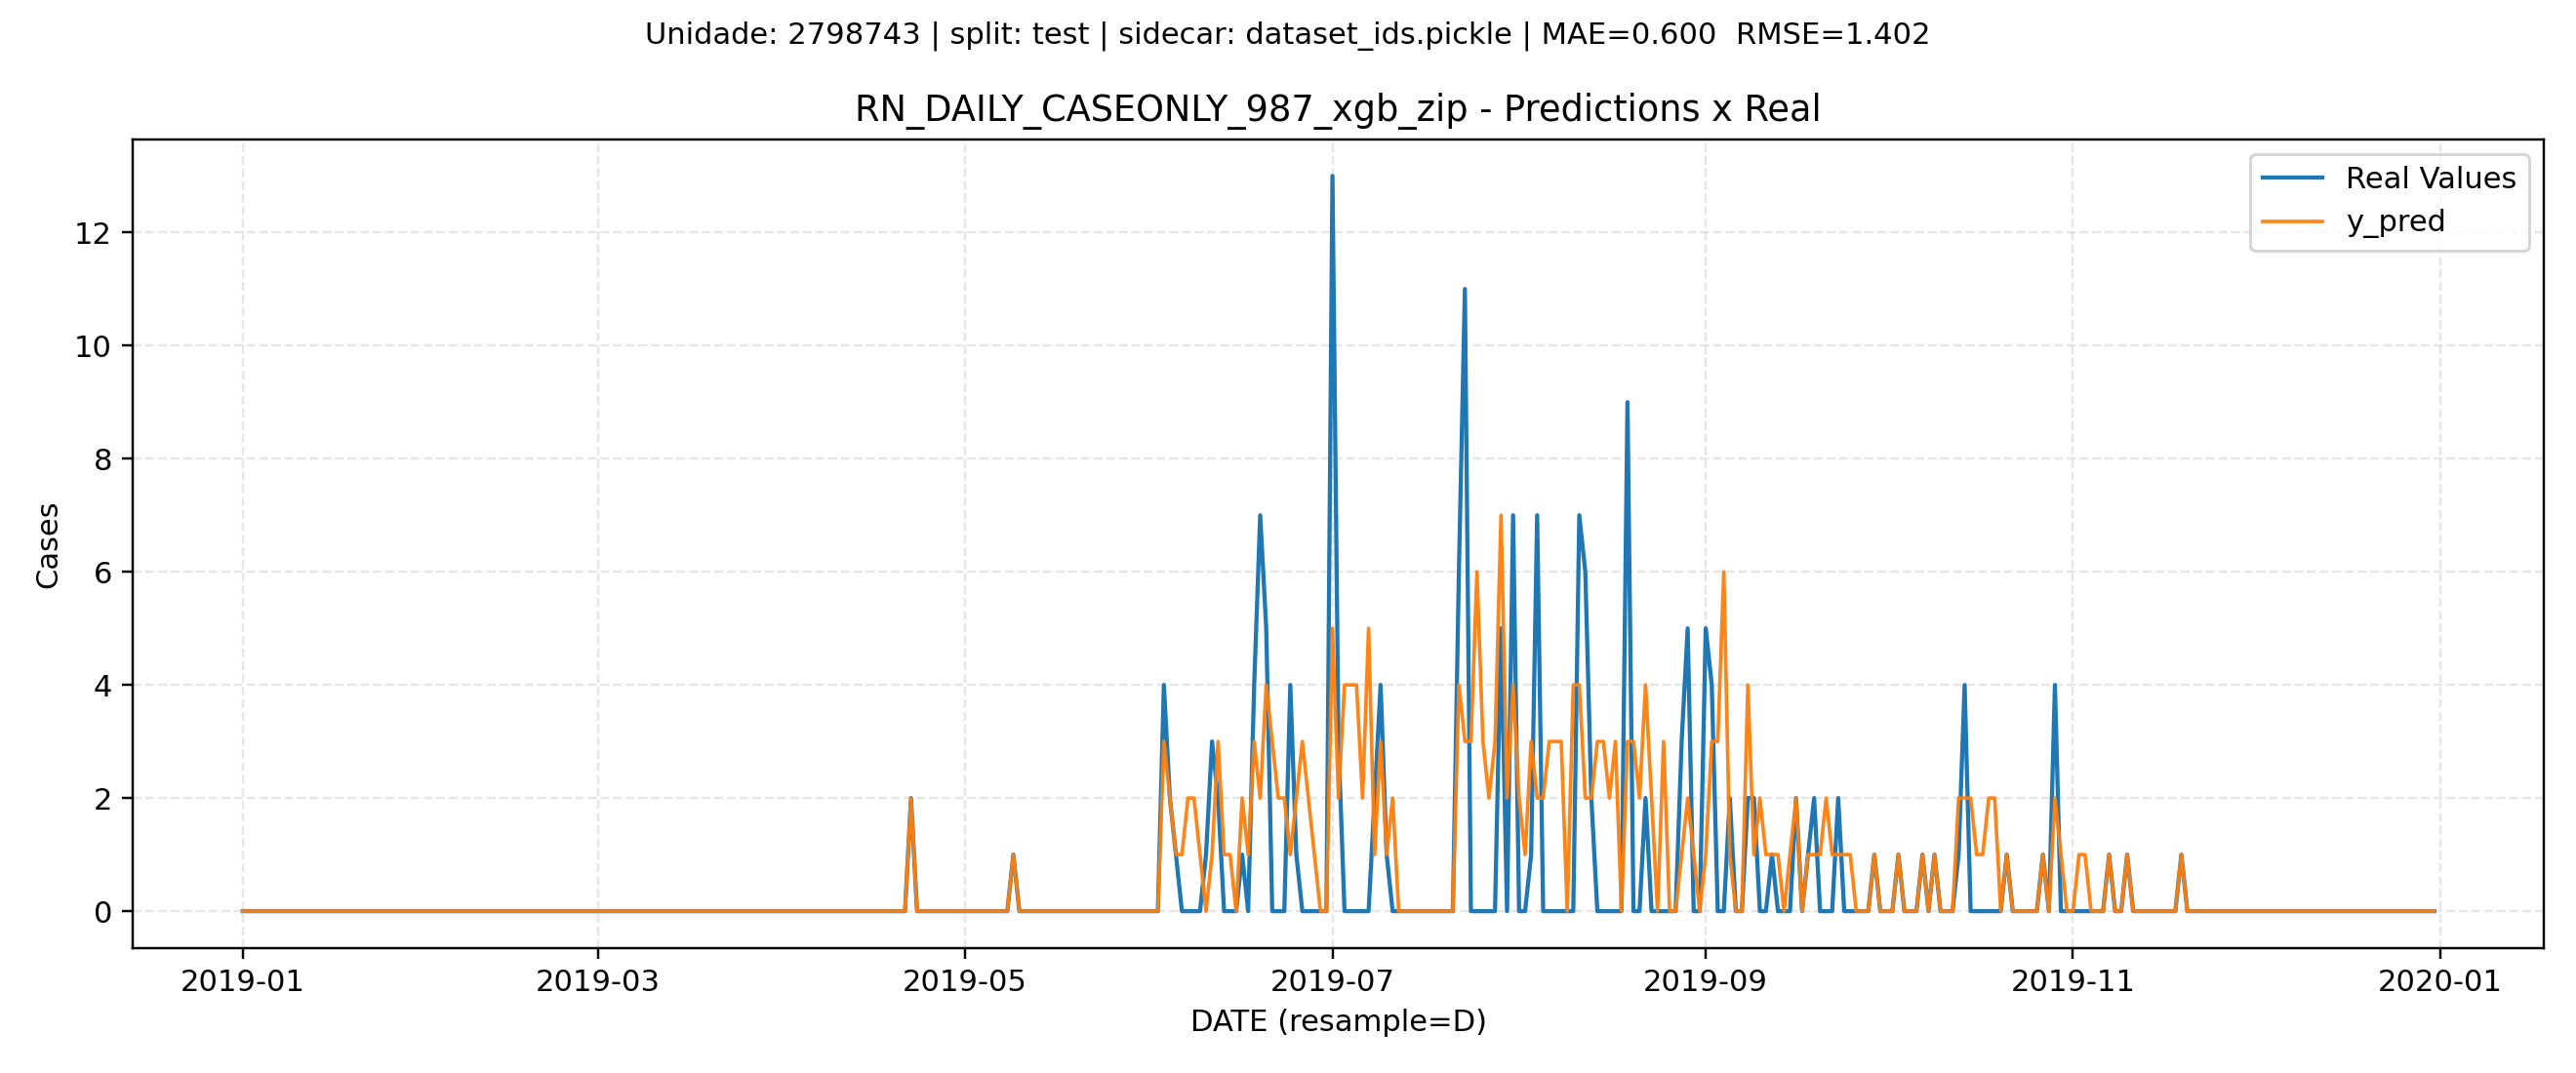 Unidade: 2798743 | split: test | sidecar: dataset_ids.pickle | MAE=0.600  RMSE=1.402
RN_DAILY_CASEONLY_987_xgb_zip - Predictions x Real
Real Values
y_pred
12
10
8
6
4
2
0
Cases
2019-01
2019-03
2019-05
2019-07
2019-09
2019-11
2020-01
DATE (resample=D)